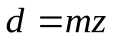 d = mz